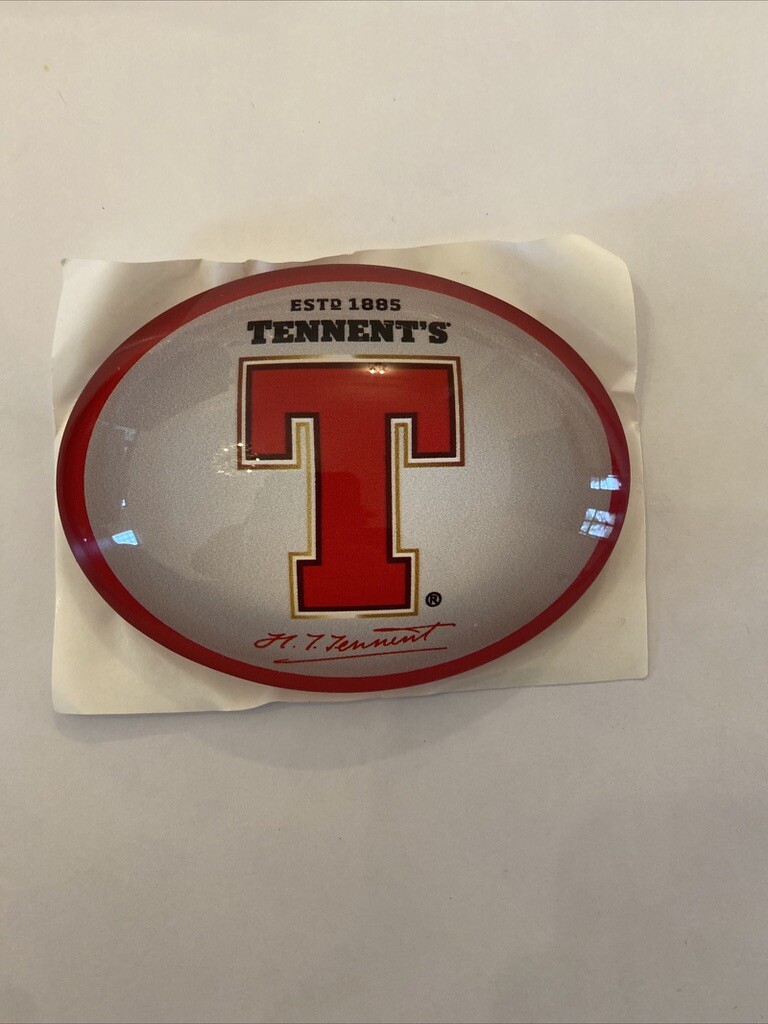 ESTD 1885
TENNENT'S
T
®
H. T. Tennent